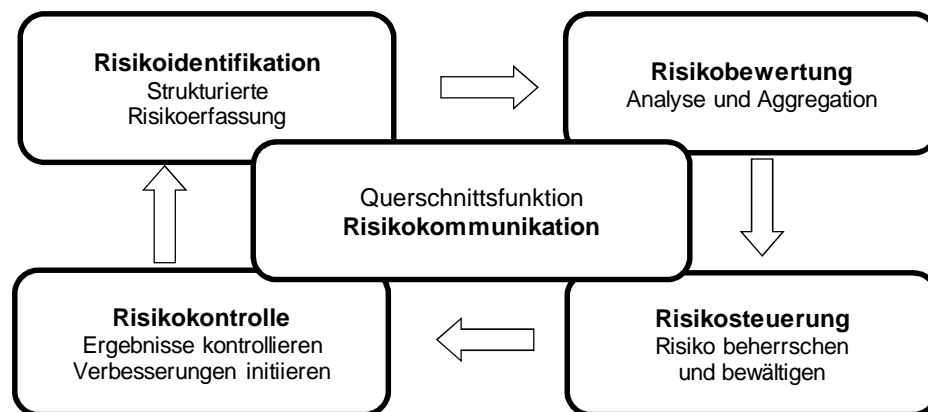 Risikoidentifikation
Strukturierte
Risikoerfassung
Risikobewertung
Analyse und Aggregation
Querschnittsfunktion
Risikokommunikation
Risikokontrolle
Ergebnisse kontrollieren
Verbesserungen initiieren
Risikosteuerung
Risiko beherrschen
und bewältigen